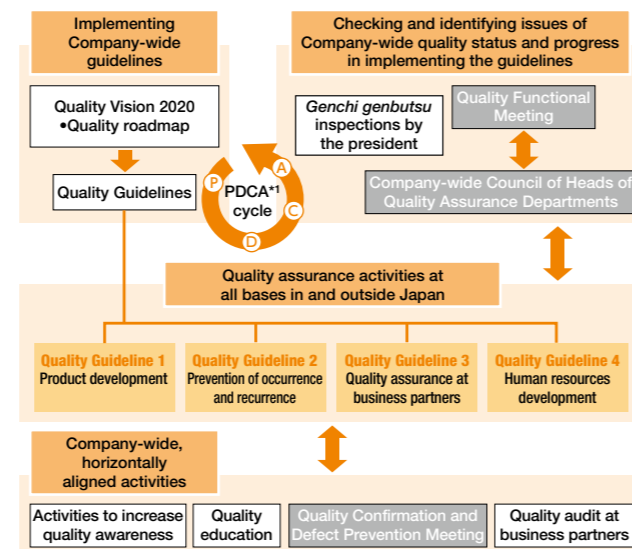 Implementing
Company-wide
guidelines
Checking and identifying issues of
Company-wide quality status and progress
in implementing the guidelines
Quality Vision 2020
•Quality roadmap
Quality Guidelines
Genchi genbutsu
inspections by
the president
Quality Functional
Meeting
Company-wide Council of Heads of
Quality Assurance Departments
P
D
C
A
PDCA*1
cycle
Quality assurance activities at
all bases in and outside Japan
Quality Guideline 1
Product development
Quality Guideline 2
Prevention of occurrence
and recurrence
Quality Guideline 3
Quality assurance at
business partners
Quality Guideline 4
Human resources
development
Company-wide,
horizontally
aligned activities
Activities to increase
quality awareness
Quality
education
Quality Confirmation and
Defect Prevention Meeting
Quality audit at
business partners